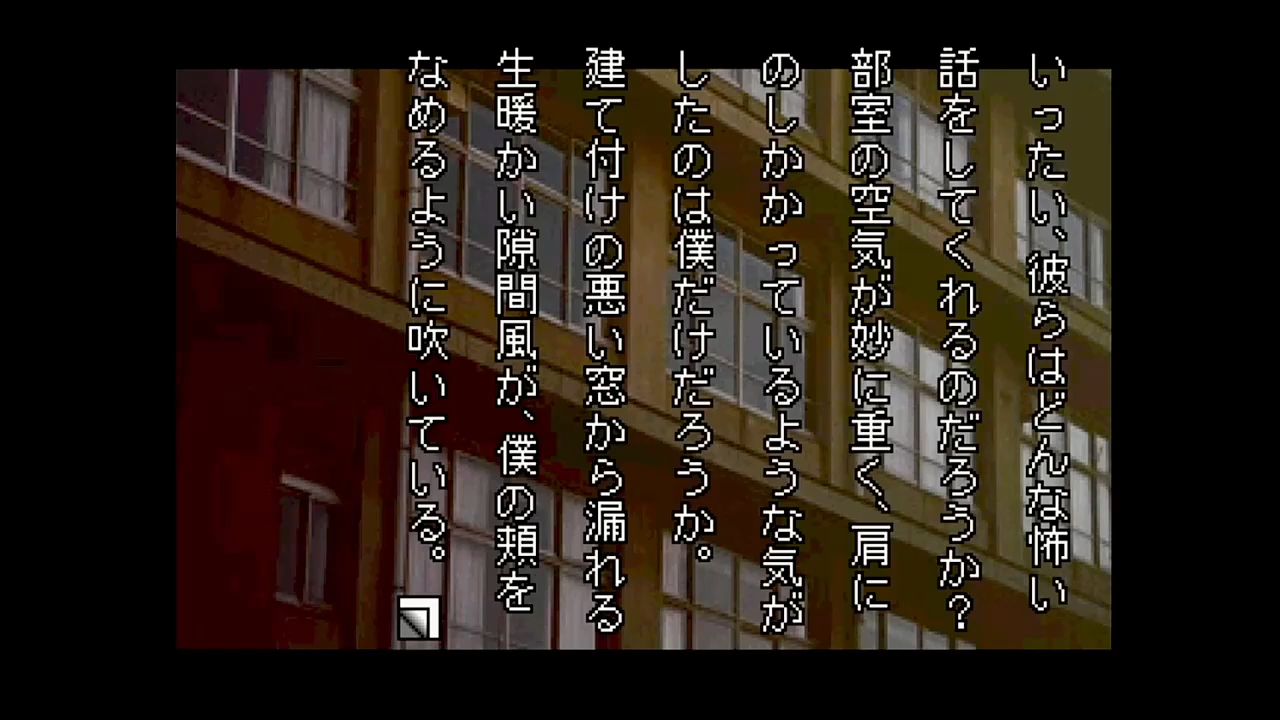 いったい、彼らはどんな怖い
話をしてくれるのだろうか？
部室の空気が妙に重く、肩に
のしかかっているような気が
したのは僕だけだろうか。
建て付けの悪い窓から漏れる
生暖かい隙間風が、僕の頬を
なめるように吹いている。